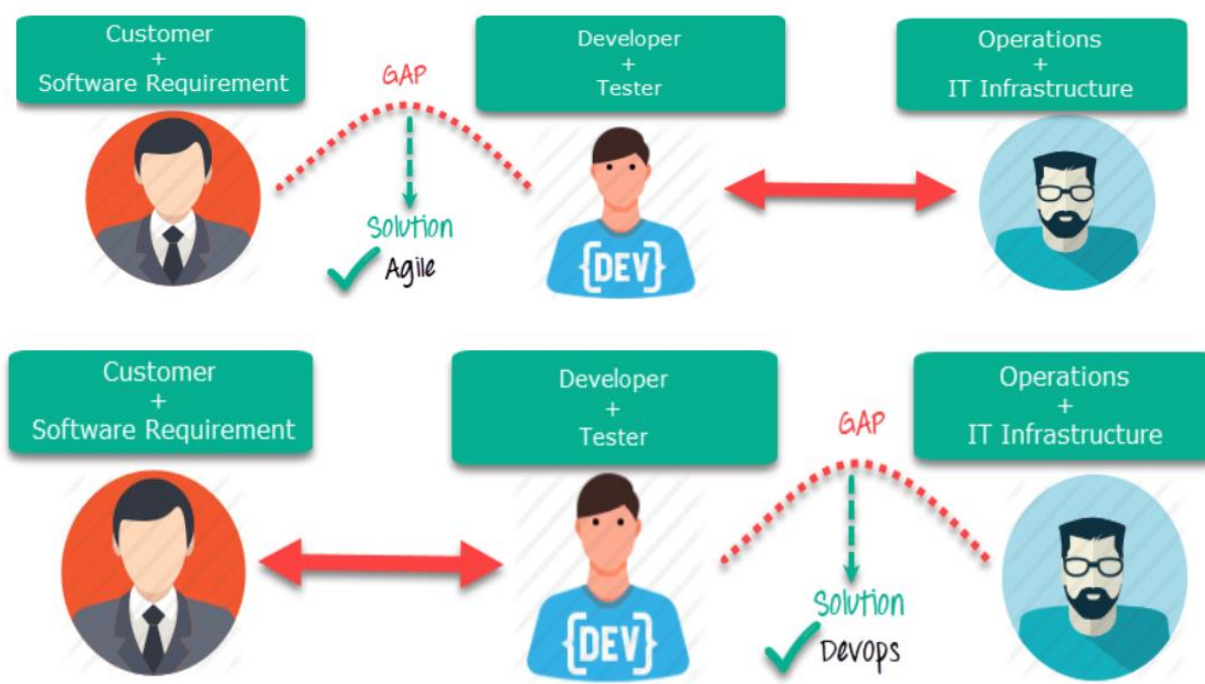 Customer
+
Software Requirement
GAP
Developer
+
Tester
Operations
+
IT Infrastructure
Solution
Agile
{DEV}
Customer
+
Software Requirement
Developer
+
Tester
GAP
Operations
+
IT Infrastructure
{DEV}
Solution
Devops